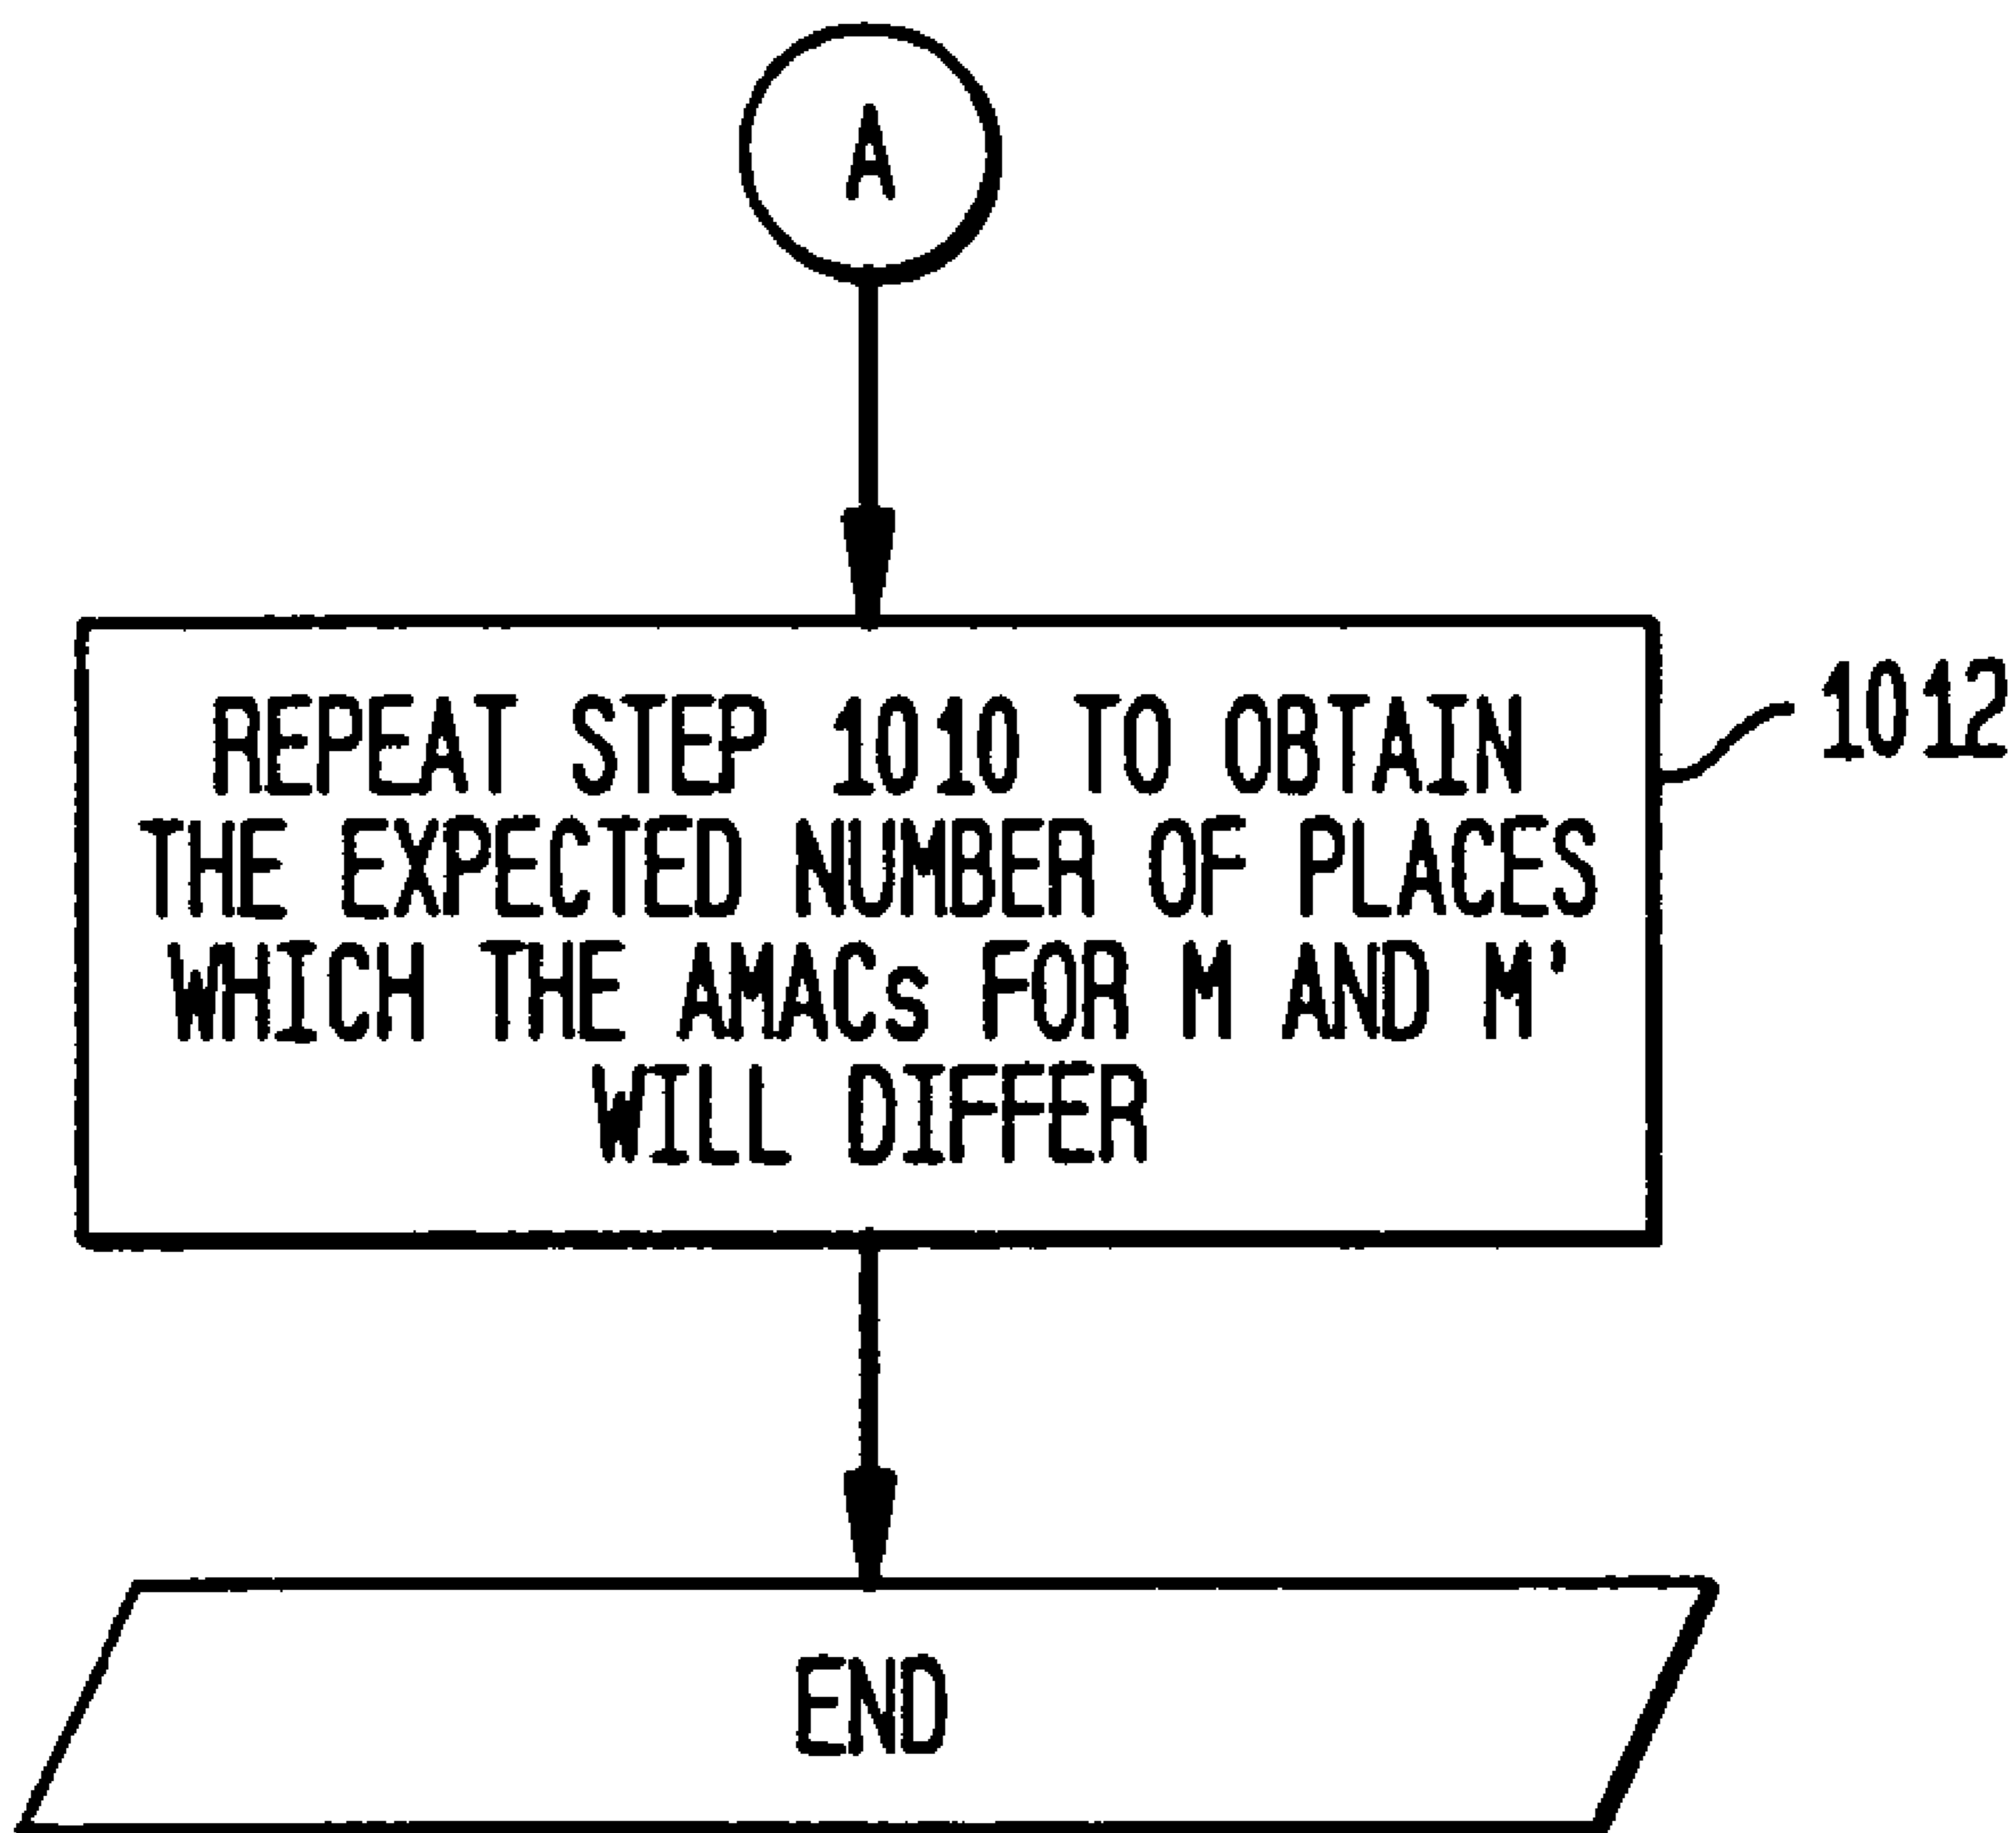 A
REPEAT STEP 1010 TO OBTAIN
THE EXPECTED NUMBER OF PLACES
WHICH THE AMACs FOR M AND M'
WILL DIFFER
1012
END